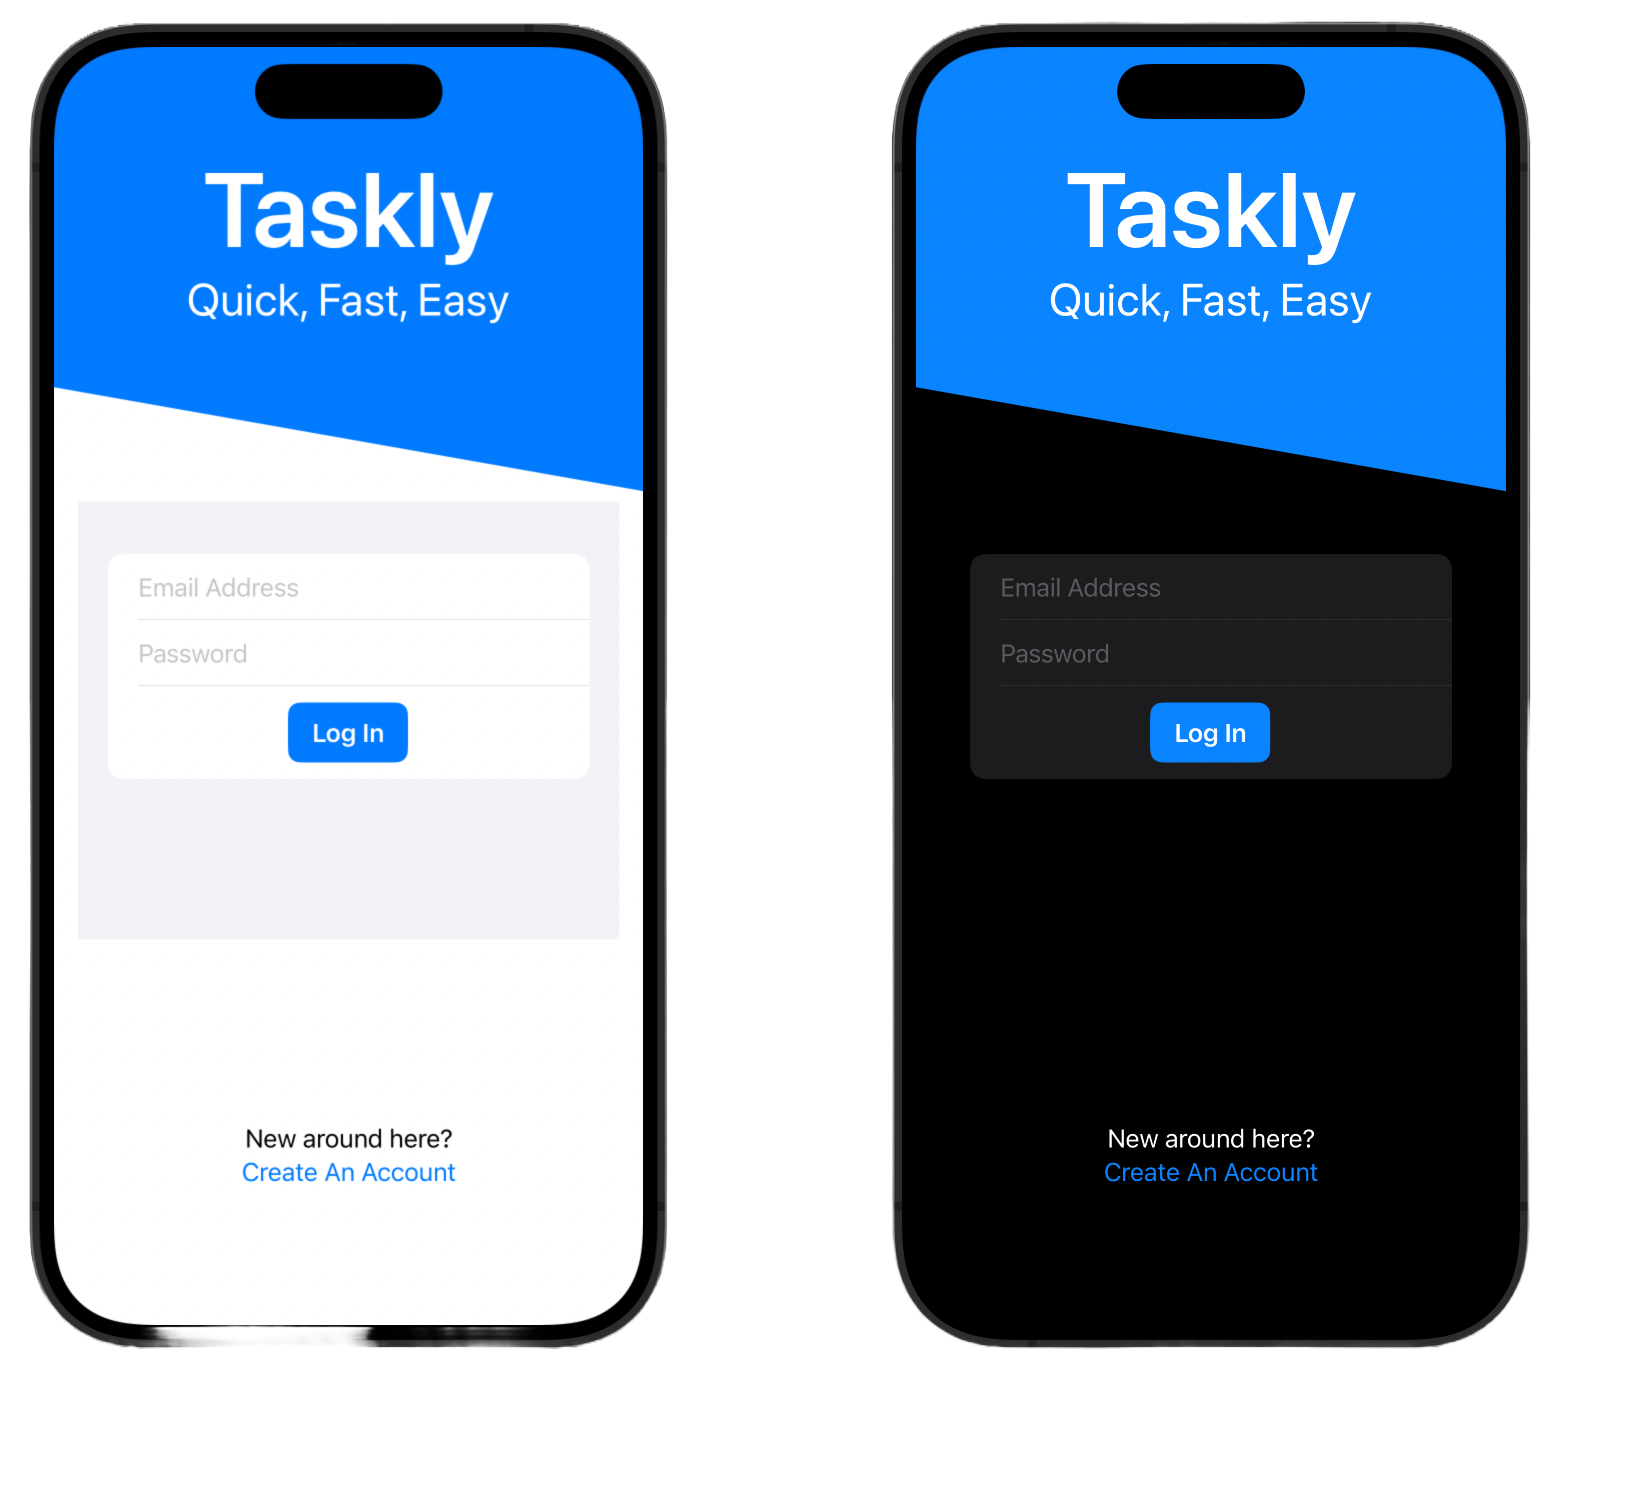 Taskly
Quick, Fast, Easy
Email Address
Password
Log In
New around here?
Create An Account
Taskly
Quick, Fast, Easy
Email Address
Password
Log In
New around here?
Create An Account